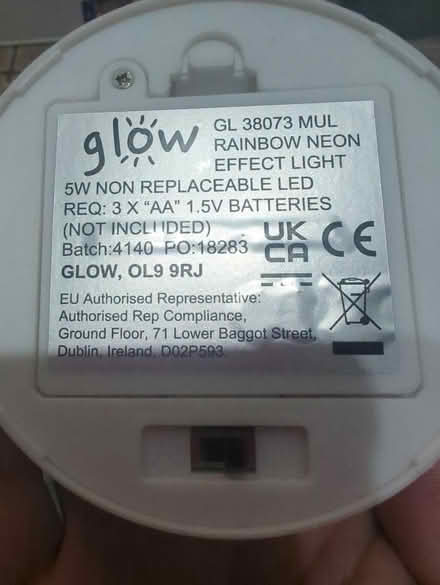 glow
GL 38073 MUL
RAINBOW NEON
EFFECT LIGHT
5W NON REPLACEABLE LED
REQ: 3 X “AA” 1.5V BATTERIES
(NOT INCLUDED)
Batch:4140 PO:18283
GLOW, OL9 9RJ
UK
CA
CE
EU Authorised Representative:
Authorised Rep Compliance,
Ground Floor, 71 Lower Baggot Street,
Dublin, Ireland, D02P593